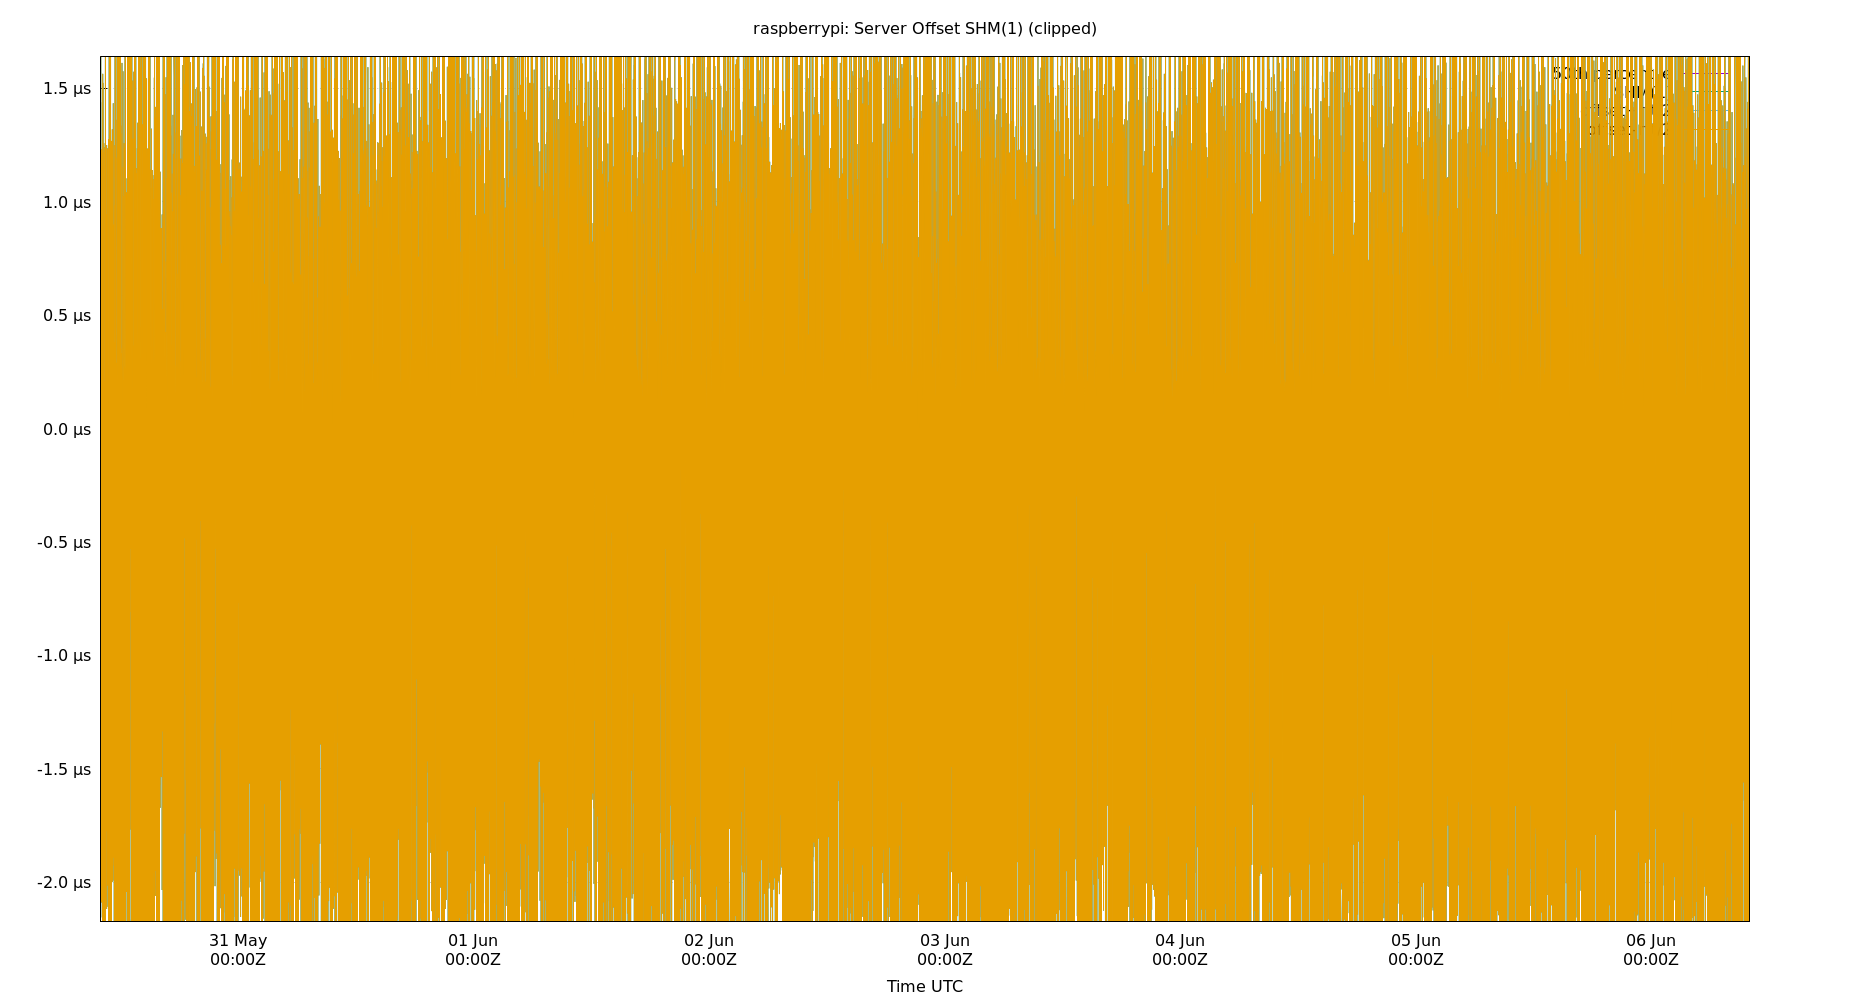 raspberrypi: Server Offset SHM(1) (clipped)
1.5 µs
1.0 µs
0.5 µs
0.0 µs
-0.5 µs
-1.0 µs
-1.5 µs
-2.0 µs
31 May 01 Jun 02 Jun 03 Jun 04 Jun 05 Jun 06 Jun
00:00Z 00:00Z 00:00Z 00:00Z 00:00Z 00:00Z 00:00Z
Time UTC